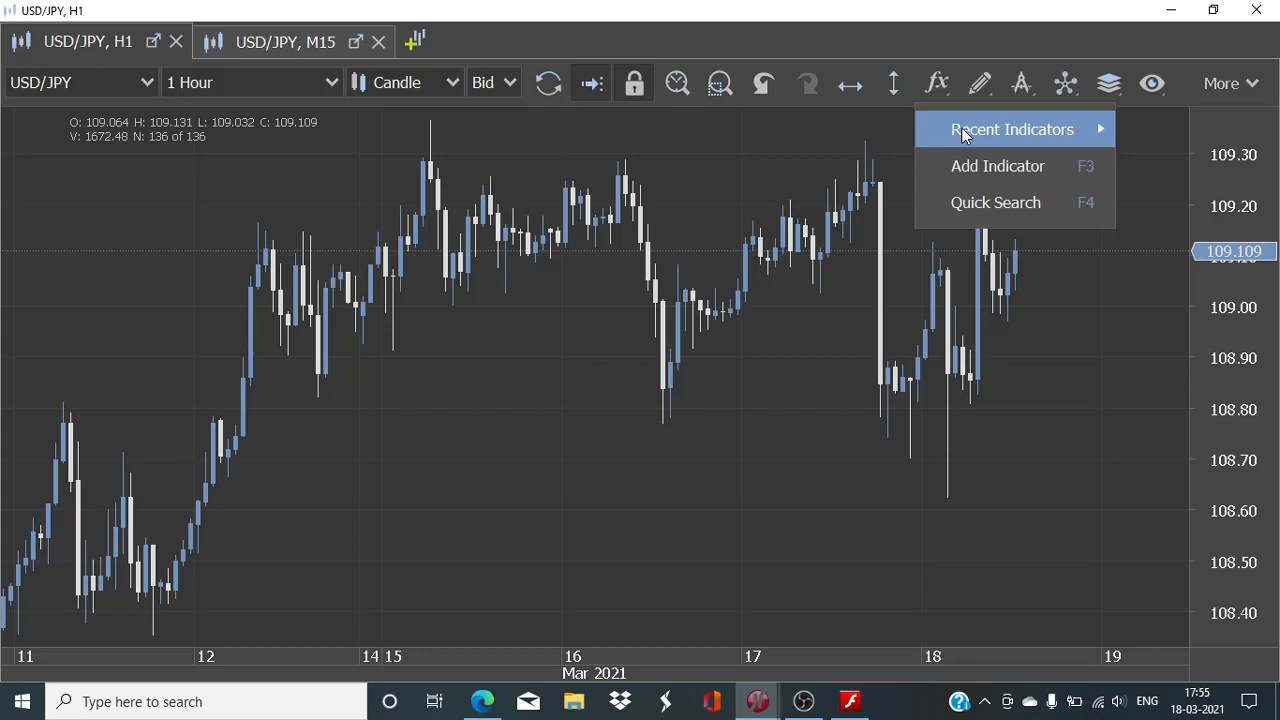 USD/JPY, H1
USD/JPY, H1
USD/JPY, M15
USD/JPY
1 Hour
Candle
Bid
fx
More
O: 109.064 H: 109.131 L: 109.032 C: 109.109
V: 1672.48 N: 136 of 136
Recent Indicators
Add Indicator F3
Quick Search F4
109.30
109.20
109.109
109.00
108.90
108.80
108.70
108.60
108.50
108.40
11 12 14 15 16 17 18 19
Mar 2021
Type here to search
ENG
17:55
18-03-2021